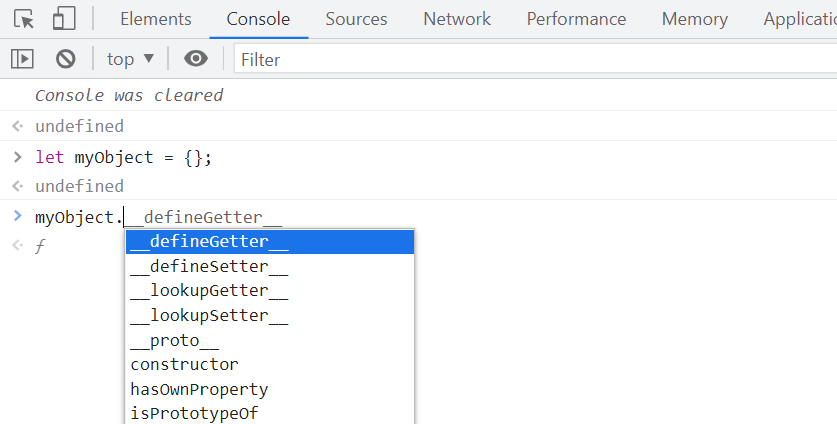 Elements Console Sources Network Performance Memory Applicati
top ▼ Filter
Console was cleared
undefined
let myObject = {};
undefined
myObject.__defineGetter__
__defineGetter__
ƒ
__defineSetter__
__lookupGetter__
__lookupSetter__
__proto__
constructor
hasOwnProperty
isPrototypeOf